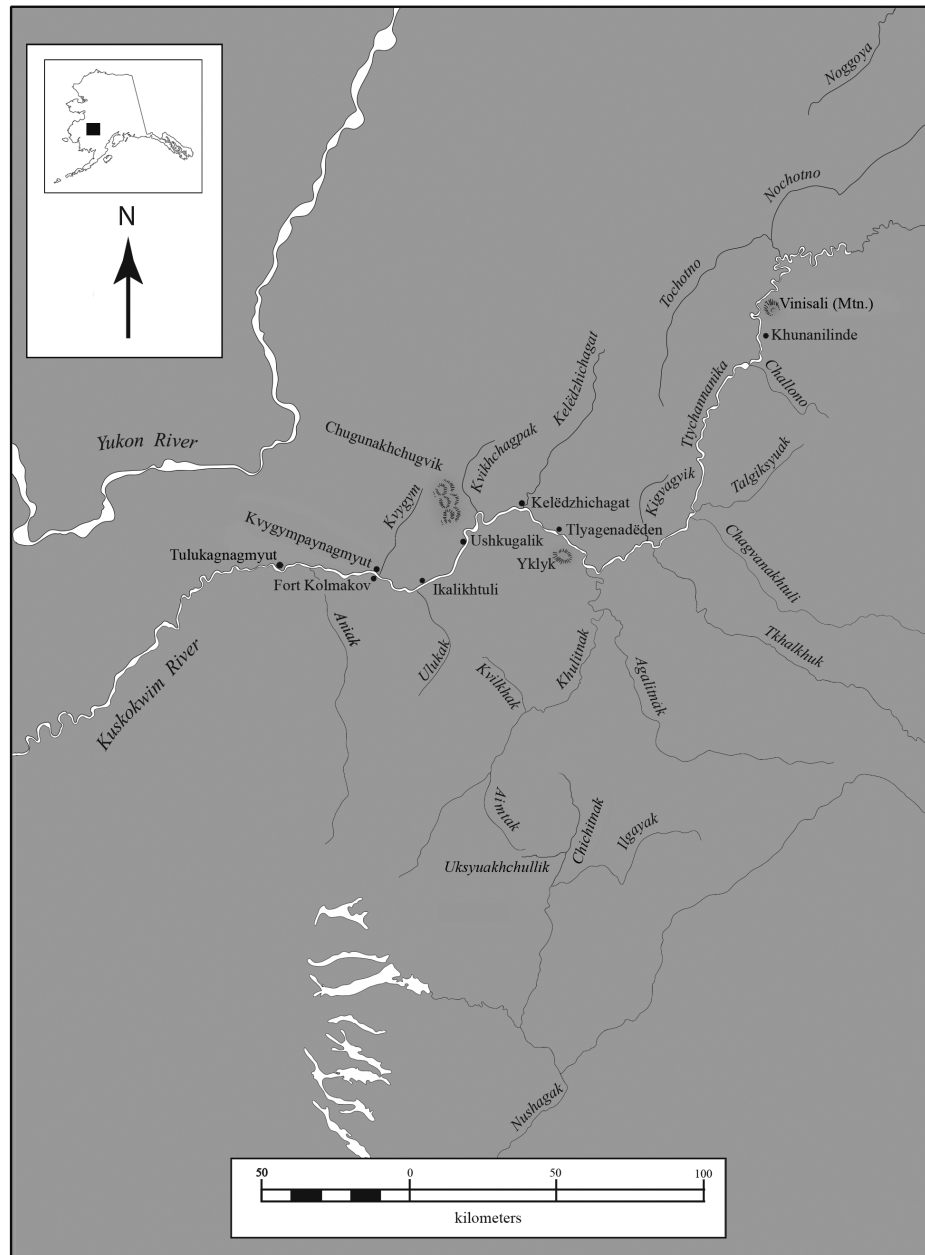 N
Noggoya
Nochotno
Tochotno
Vinisali (Mtn.)
Khunanilinde
Tiychannanika
Challono
Kelëdzhichagat
Yukon River
Chugunakhchugvik
Kvikhchagpak
Kvygym
Kigvagvik
Talgiksyuak
Kelëdzhichagat
Tlyagenadëden
Ushkugalik
Yklyk
Kvygympaynagmyut
Tulukagnagmyut
Fort Kolmakov
Ikalikhtuli
Chagvanakhtuli
Aniak
Ulukak
Kvilkhak
Khulitnak
Agalitnak
Tkhalkhuk
Kuskokwim River
Aimtak
Chichitnak
Ilgayak
Uksyuakhchullik
Nushagak
50 0 50 100
kilometers